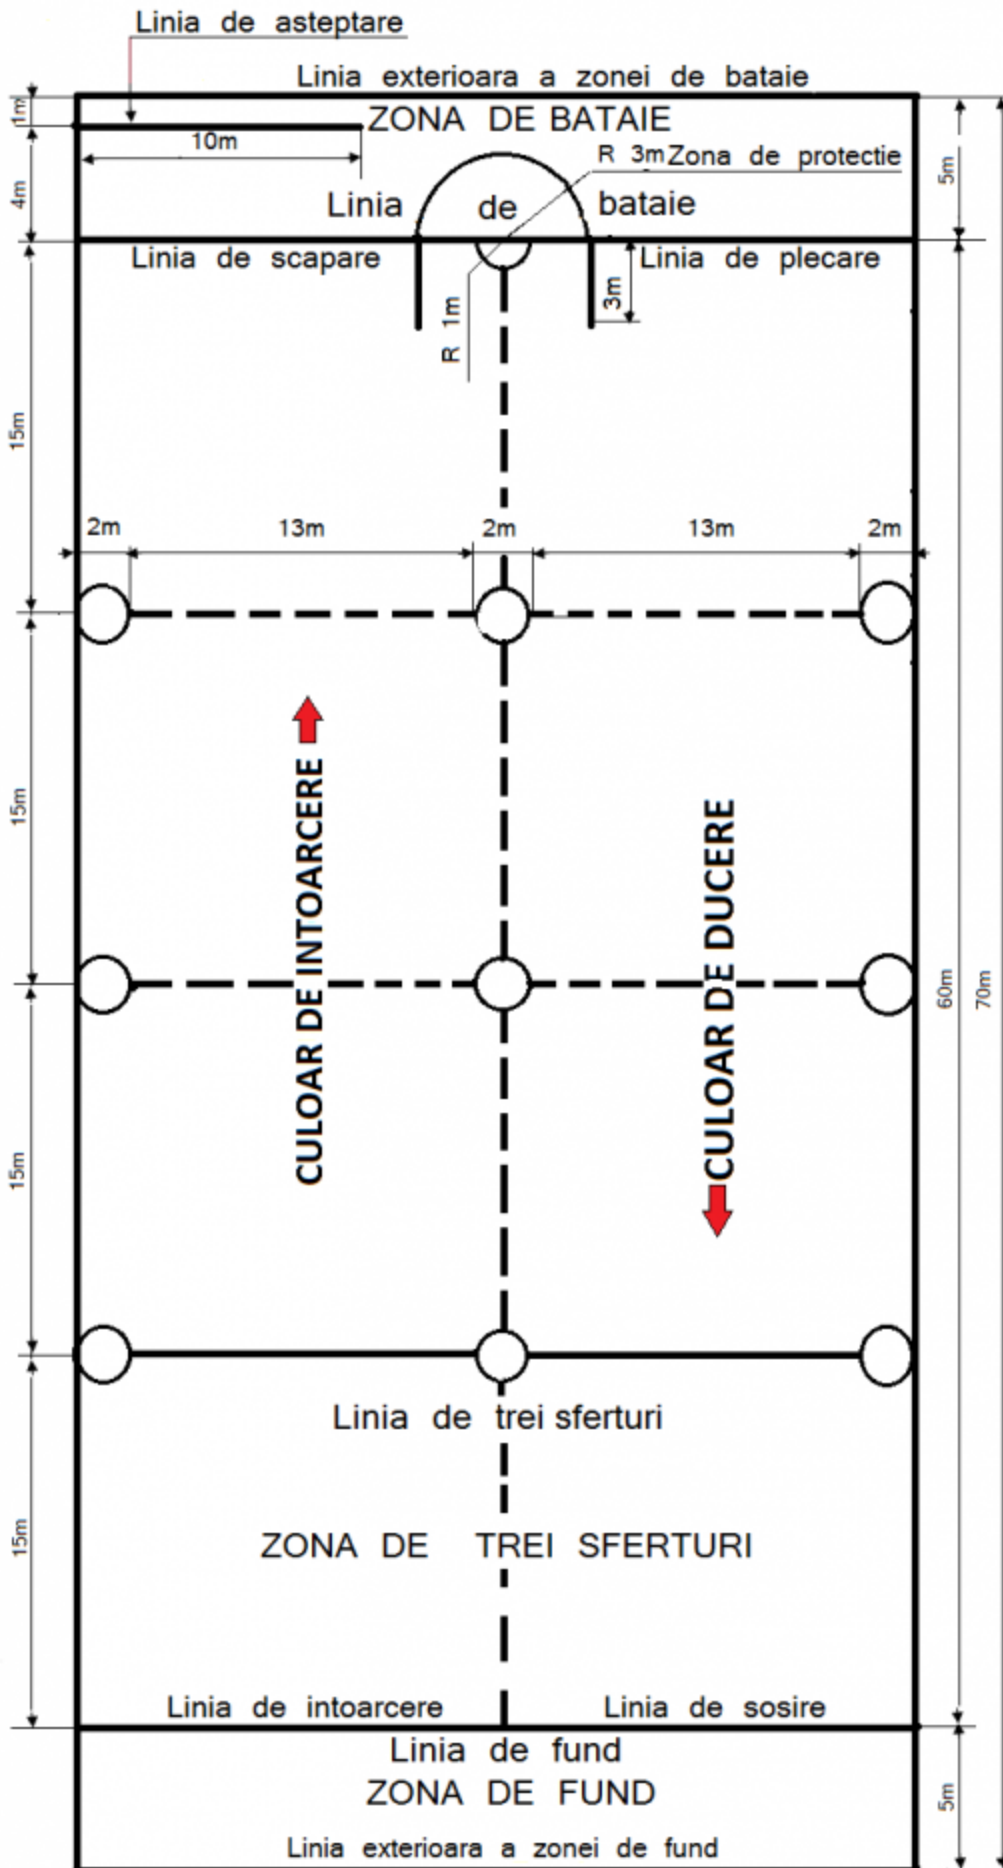 Linia de asteptare
Linia exterioara a zonei de bataie
1m
ZONA DE BATAIE
10m
R 3m Zona de protectie
5m
4m
Linia de bataie
Linia de scapare
Linia de plecare
3m
R 1m
15m
2m 13m 2m 13m 2m
15m
CULOAR DE INTOARCERE
CULOAR DE DUCERE
60m
70m
15m
Linia de trei sferturi
15m
ZONA DE TREI SFERTURI
Linia de intoarcere
Linia de sosire
Linia de fund
ZONA DE FUND
5m
Linia exterioara a zonei de fund